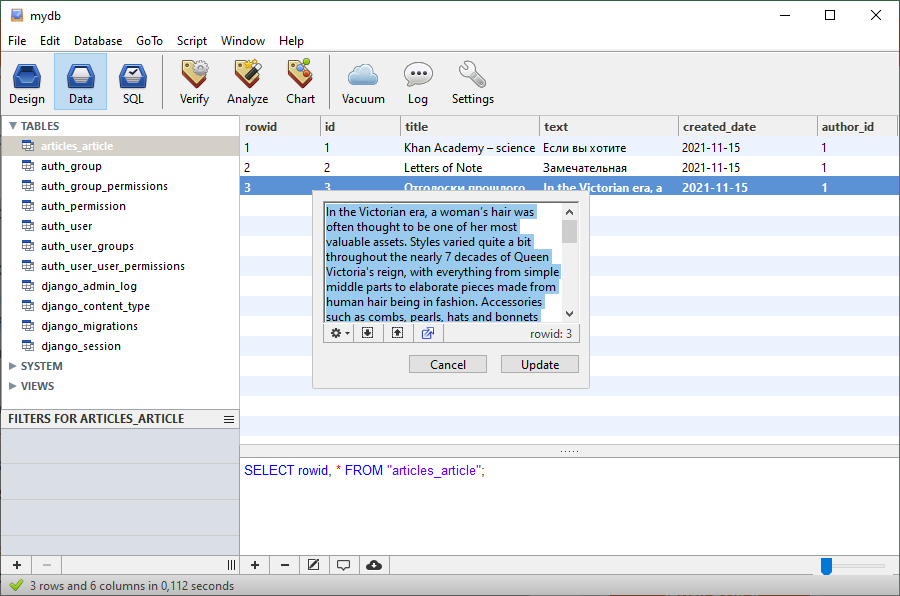 mydb
File Edit Database GoTo Script Window Help
Design Data SQL Verify Analyze Chart Vacuum Log Settings
TABLES
articles_article
auth_group
auth_group_permissions
auth_permission
auth_user
auth_user_groups
auth_user_user_permissions
django_admin_log
django_content_type
django_migrations
django_session
SYSTEM
VIEWS
FILTERS FOR ARTICLES_ARTICLE
rowid id title text created_date author_id
1 1 Khan Academy – science Если вы хотите 2021-11-15 1
2 2 Letters of Note Замечательная 2021-11-15 1
3 3 Отголоски прошлого In the Victorian era, a 2021-11-15 1
In the Victorian era, a woman's hair was
often thought to be one of her most
valuable assets. Styles varied quite a bit
throughout the nearly 7 decades of Queen
Victoria's reign, with everything from simple
middle parts to elaborate pieces made from
human hair being in fashion. Accessories
such as combs, pearls, hats and bonnets
rowid: 3
Cancel Update
SELECT rowid, * FROM "articles_article";
3 rows and 6 columns in 0,112 seconds